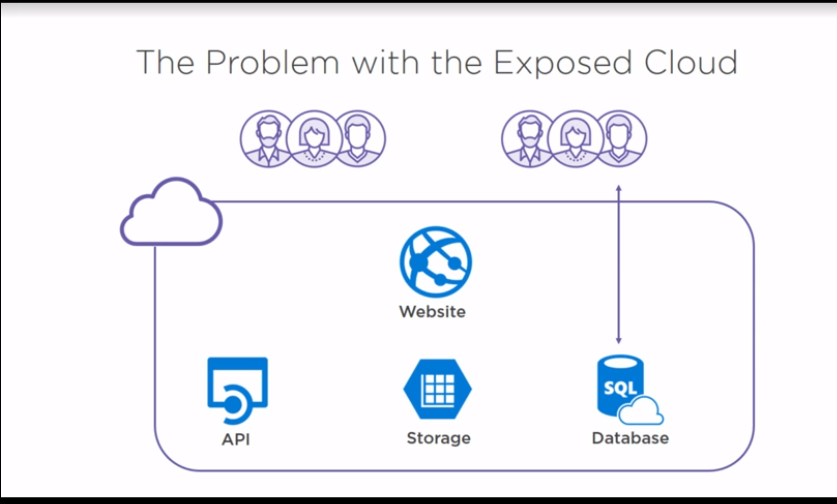 The Problem with the Exposed Cloud
Website
API
Storage
SQL
Database